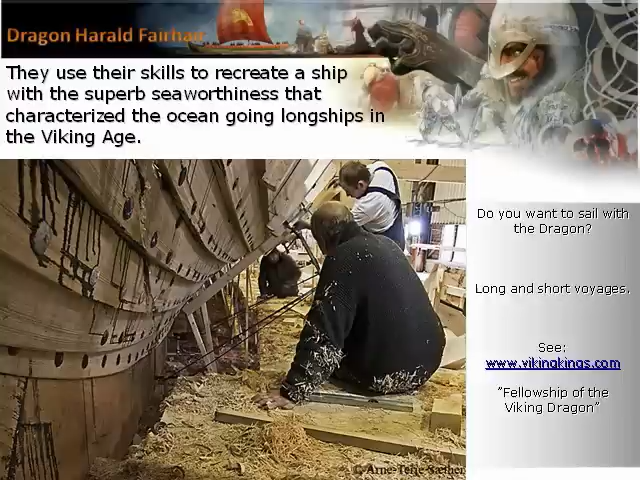 Dragon Harald Fairhair
They use their skills to recreate a ship
with the superb seaworthiness that
characterized the ocean going longships in
the Viking Age.
Do you want to sail with
the Dragon?
Long and short voyages.
See:
www.vikingkings.com
”Fellowship of the
Viking Dragon”
© Arne-Terje Sæther